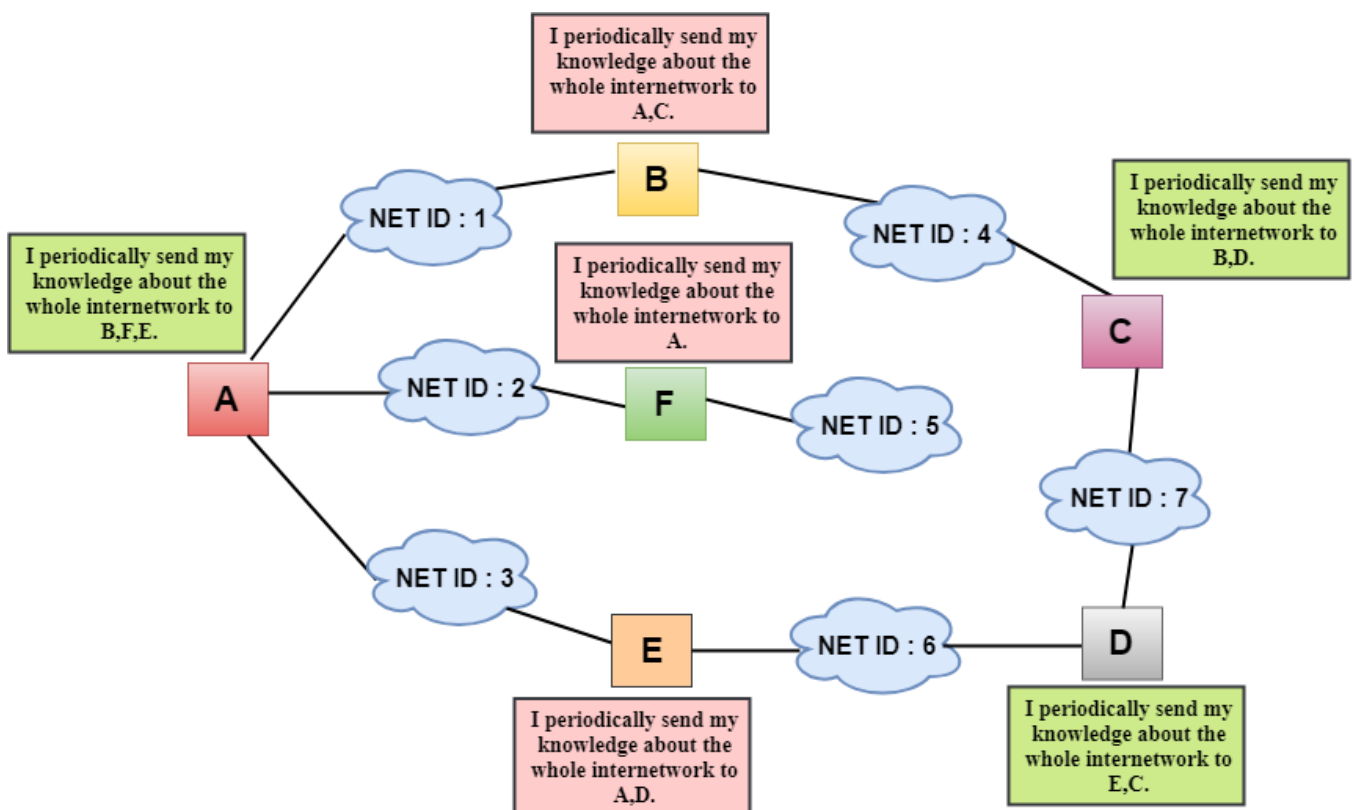 I periodically send my
knowledge about the
whole internetwork to
A,C.
B
NET ID : 1
NET ID : 4
I periodically send my
knowledge about the
whole internetwork to
B,D.
I periodically send my
knowledge about the
whole internetwork to
B,F,E.
I periodically send my
knowledge about the
whole internetwork to
A.
C
A
NET ID : 2
F
NET ID : 5
NET ID : 7
NET ID : 3
E
NET ID : 6
D
I periodically send my
knowledge about the
whole internetwork to
A,D.
I periodically send my
knowledge about the
whole internetwork to
E,C.